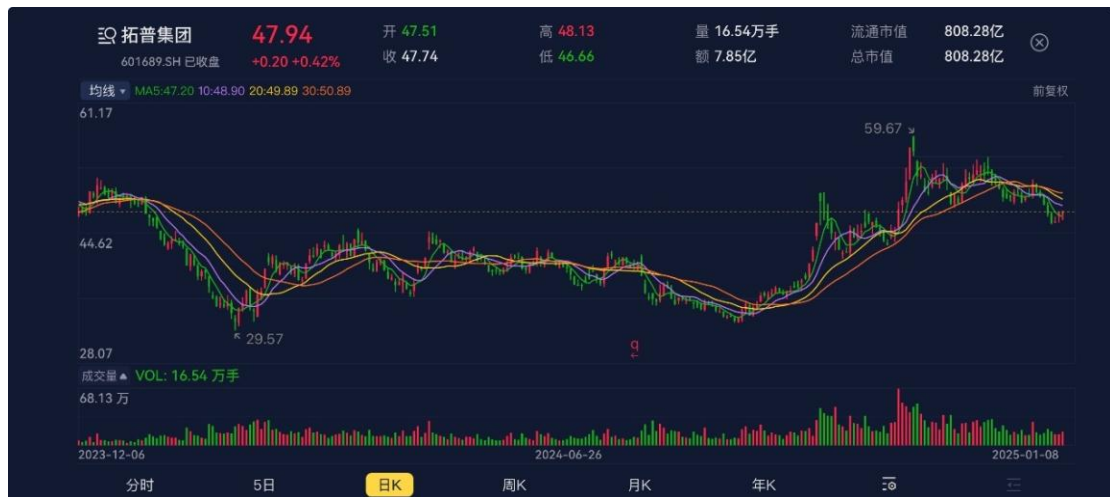 拓普集团 47.94 开 47.51 高 48.13 量 16.54万手 流通市值 808.28亿
601689.SH 已收盘 +0.20 +0.42% 收 47.74 低 46.66 额 7.85亿 总市值 808.28亿
均线 MA5:47.20 10:48.90 20:49.89 30:50.89 前复权
61.17
59.67
44.62
29.57
q
28.07
成交量 VOL: 16.54 万手
68.13 万
2023-12-06 2024-06-26 2025-01-08
分时 5日 日K 周K 月K 年K